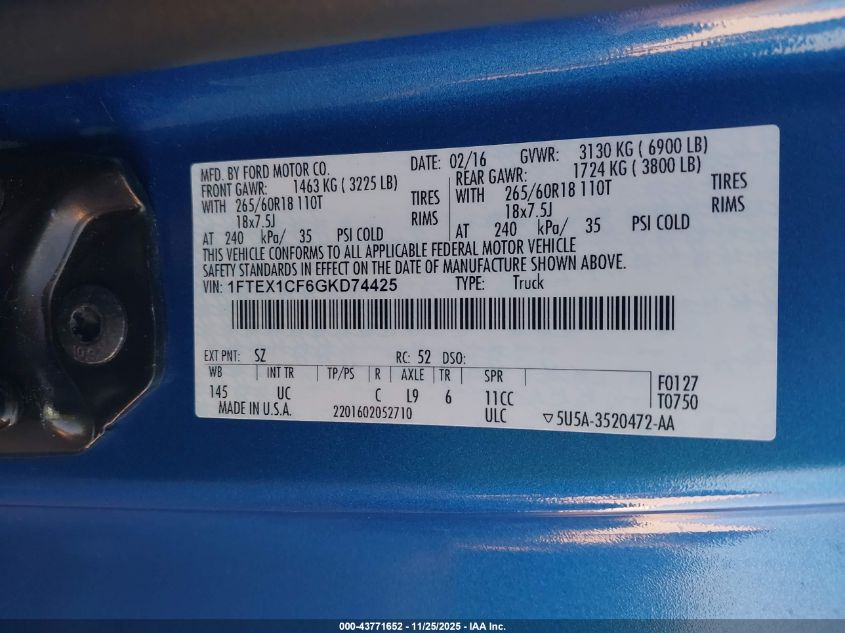 MFD. BY FORD MOTOR CO. DATE: 02/16 GVWR: 3130 KG ( 6900 LB)
FRONT GAWR: 1463 KG ( 3225 LB) REAR GAWR: 1724 KG ( 3800 LB)
WITH 265/60R18 110T TIRES WITH 265/60R18 110T TIRES
18x7.5J RIMS 18x7.5J RIMS
AT 240 kPa/ 35 PSI COLD AT 240 kPa/ 35 PSI COLD
THIS VEHICLE CONFORMS TO ALL APPLICABLE FEDERAL MOTOR VEHICLE
SAFETY STANDARDS IN EFFECT ON THE DATE OF MANUFACTURE SHOWN ABOVE.
VIN: 1FTEX1CF6GKD74425 TYPE: Truck
EXT PNT: SZ RC: 52 DSO:
WB INT TR TP/PS R AXLE TR SPR F0127
145 UC C L9 6 11CC T0750
MADE IN U.S.A. 2201602052710 ULC ▽5U5A-3520472-AA
000-43771652 - 11/25/2025 - IAA Inc.